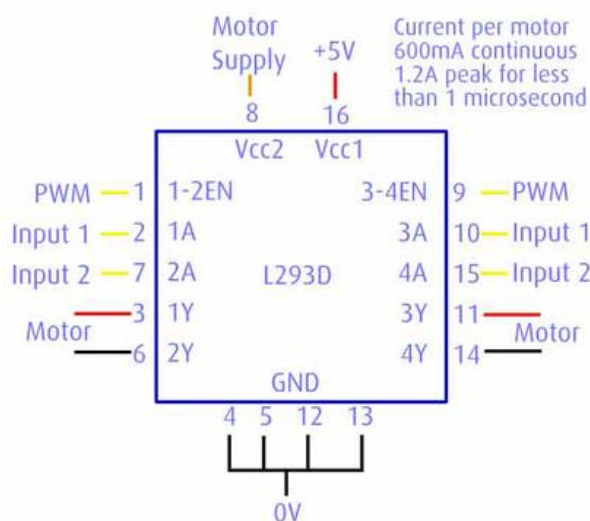 Motor
Supply
+5V
Current per motor
600mA continuous
1.2A peak for less
than 1 microsecond
8
16
Vcc2
Vcc1
PWM
1
1-2EN
3-4EN
9
PWM
Input 1
2
1A
3A
10
Input 1
Input 2
7
2A
L293D
4A
15
Input 2
3
1Y
3Y
11
Motor
Motor
6
2Y
4Y
14
GND
4
5
12
13
0V